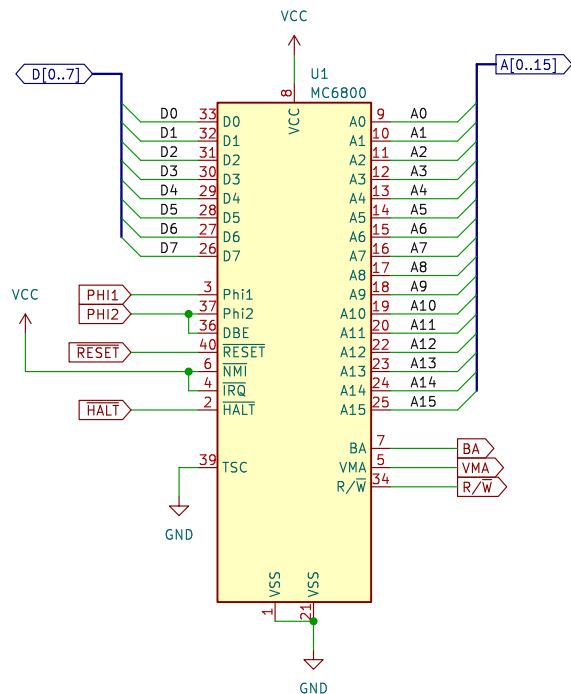 VCC
D[0..7]
A[0..15]
U1
MC6800
8
VCC
D0 33 D0
D1 32 D1
D2 31 D2
D3 30 D3
D4 29 D4
D5 28 D5
D6 27 D6
D7 26 D7
A0 9 A0
A1 10 A1
A2 11 A2
A3 12 A3
A4 13 A4
A5 14 A5
A6 15 A6
A7 16 A7
A8 17 A8
A9 18 A9
A10 19 A10
A11 20 A11
A12 22 A12
A13 23 A13
A14 24 A14
A15 25 A15
VCC
PHI1 3 Phi1
PHI2 37 Phi2
36 DBE
RESET 40 RESET
6 NMI
4 IRQ
HALT 2 HALT
39 TSC
GND
BA 7 BA
VMA 5 VMA
R/W 34 R/W
VSS VSS
1 21
GND